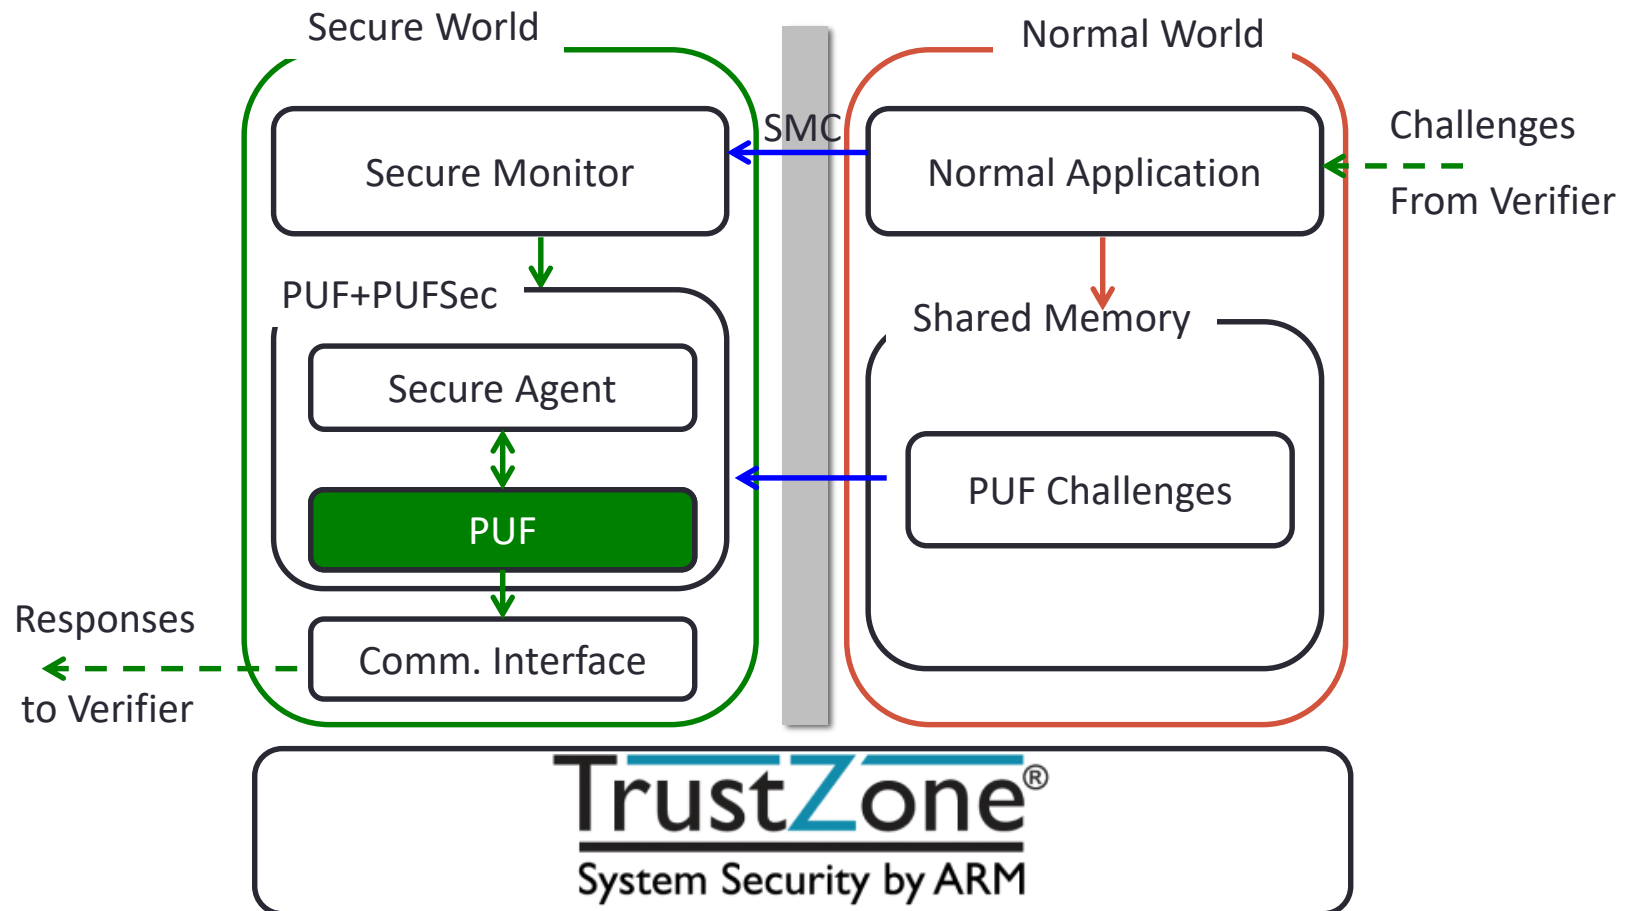 Secure World
Normal World
SMC
Challenges
From Verifier
Secure Monitor
Normal Application
PUF+PUFSec
Shared Memory
Secure Agent
PUF Challenges
PUF
Responses
to Verifier
Comm. Interface
TrustZone®
System Security by ARM